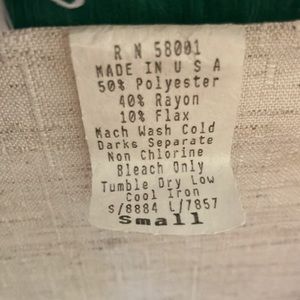 R N 58001
MADE IN U S A
50% Polyester
40% Rayon
10% Flax
Mach Wash Cold
Darks Separate
Non Chlorine
Bleach Only
Tumble Dry Low
Cool Iron
S/8884 L/7857
Small